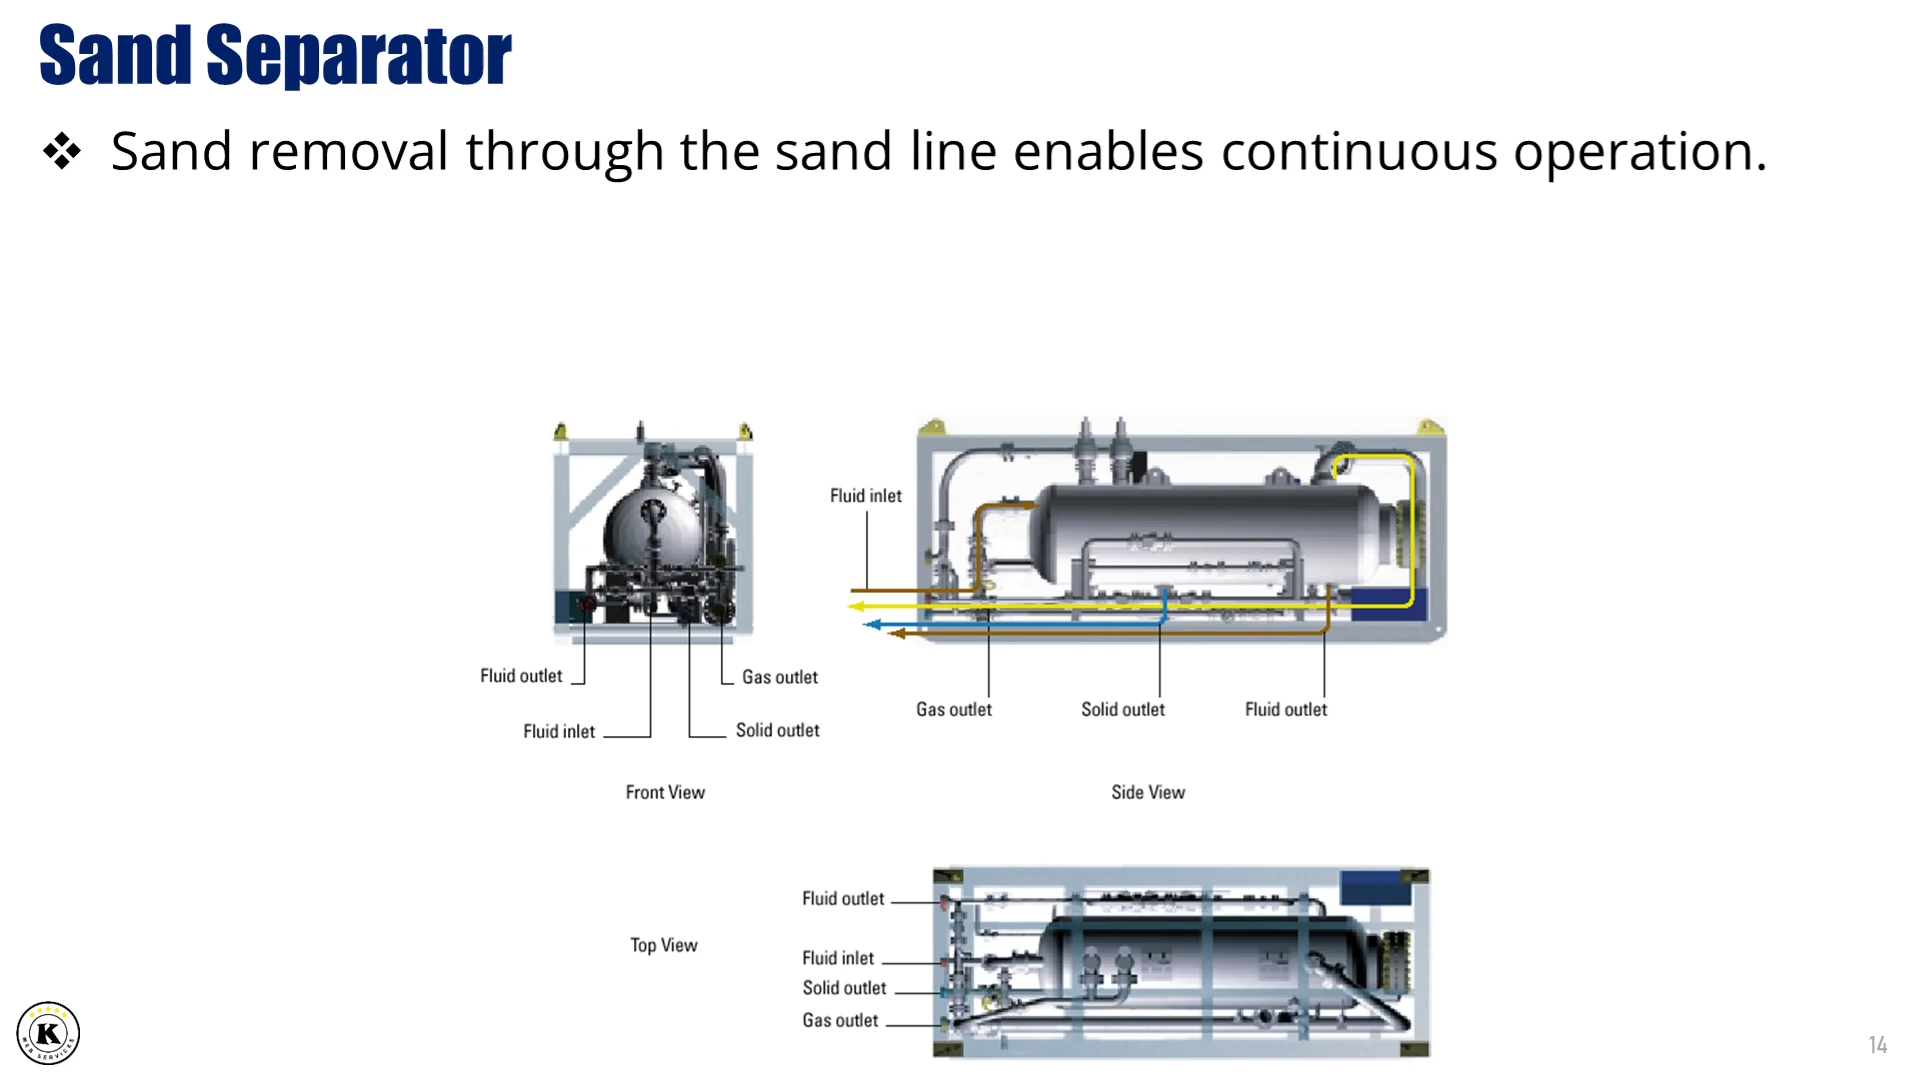 Sand Separator
❖ Sand removal through the sand line enables continuous operation.
Fluid inlet
Fluid outlet
Gas outlet
Fluid inlet
Solid outlet
Gas outlet
Solid outlet
Fluid outlet
Front View
Side View
Fluid outlet
Top View
Fluid inlet
Solid outlet
Gas outlet
K
WEB SERVICES
14